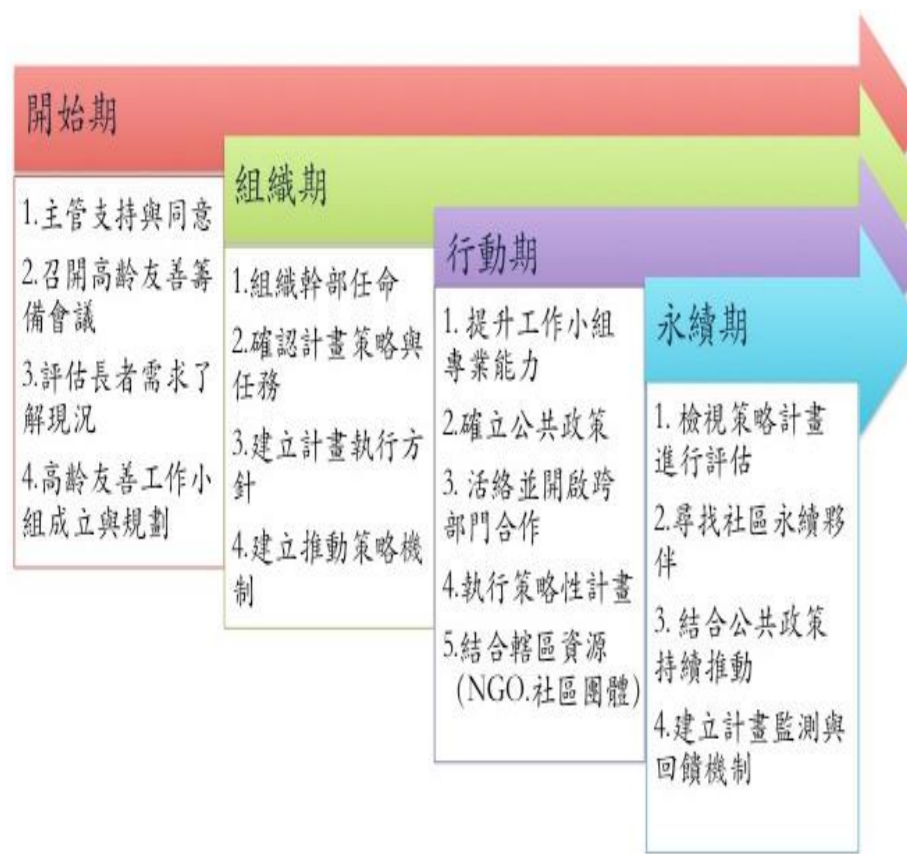 開始期
1.主管支持與同意
2.召開高齡友善籌
備會議
3.評估長者需求了
解現況
4.高齡友善工作小
組成立與規劃
組織期
1.組織幹部任命
2.確認計畫策略與
任務
3.建立計畫執行方
針
4.建立推動策略機
制
行動期
1. 提升工作小組
專業能力
2.確立公共政策
3. 活絡並開啟跨
部門合作
4.執行策略性計畫
5.結合轄區資源
(NGO.社區團體)
永續期
1. 檢視策略計畫
進行評估
2.尋找社區永續夥
伴
3. 結合公共政策
持續推動
4.建立計畫監測與
回饋機制